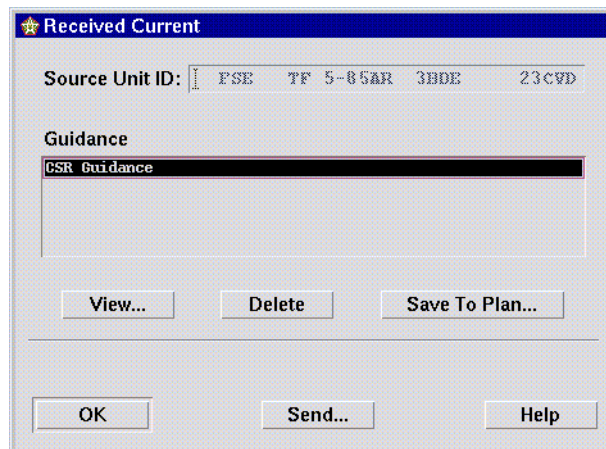 Received Current
Source Unit ID: FSE TF 5-85AR 3BDE 23CVD
Guidance
CSR Guidance
View... Delete Save To Plan...
OK Send... Help